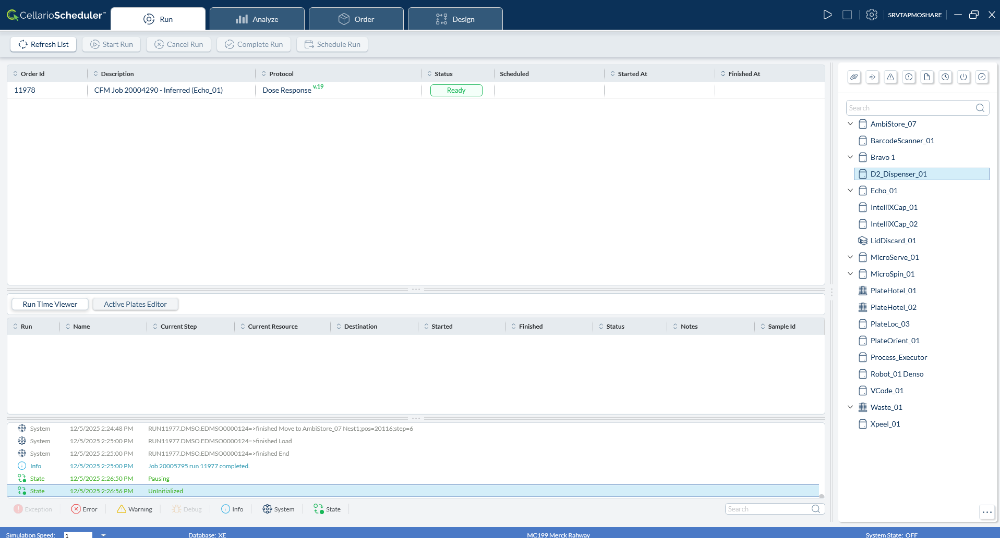 CellarioScheduler™
Run
Analyze
Order
Design
SRVTAPMOSHARE
Refresh List
Start Run
Cancel Run
Complete Run
Schedule Run
Order Id Description Protocol Status Scheduled Started At Finished At
11978 CFM Job 20004290 - Inferred (Echo_01) Dose Response v.19 Ready
Run Time Viewer Active Plates Editor
Run Name Current Step Current Resource Destination Started Finished Status Notes Sample Id
System 12/5/2025 2:24:48 PM RUN11977.DMSO.EDMSO0000124=>finished Move to AmbiStore_07 Nest1;pos=20116;step=6
System 12/5/2025 2:25:00 PM RUN11977.DMSO.EDMSO0000124=>finished Load
System 12/5/2025 2:25:00 PM RUN11977.DMSO.EDMSO0000124=>finished End
Info 12/5/2025 2:25:00 PM Job 20005795 run 11977 completed.
State 12/5/2025 2:26:50 PM Pausing
State 12/5/2025 2:26:56 PM UnInitialized
Exception Error Warning Debug Info System State Search
Search
AmbiStore_07
BarcodeScanner_01
Bravo 1
D2_Dispenser_01
Echo_01
IntelliXCap_01
IntelliXCap_02
LidDiscard_01
MicroServe_01
MicroSpin_01
PlateHotel_01
PlateHotel_02
PlateLoc_03
PlateOrient_01
Process_Executor
Robot_01 Denso
VCode_01
Waste_01
Xpeel_01
Simulation Speed: 1 Database: XE MC199 Merck Rahway System State: OFF